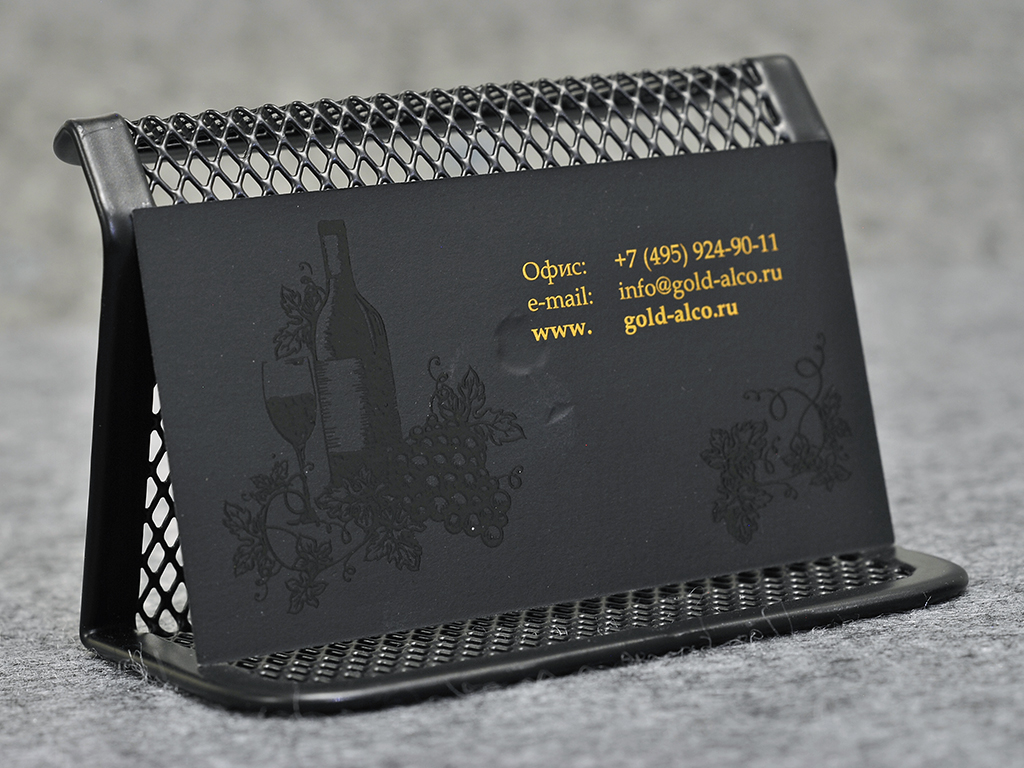 Офис: +7 (495) 924-90-11
e-mail: info@gold-alco.ru
www. gold-alco.ru